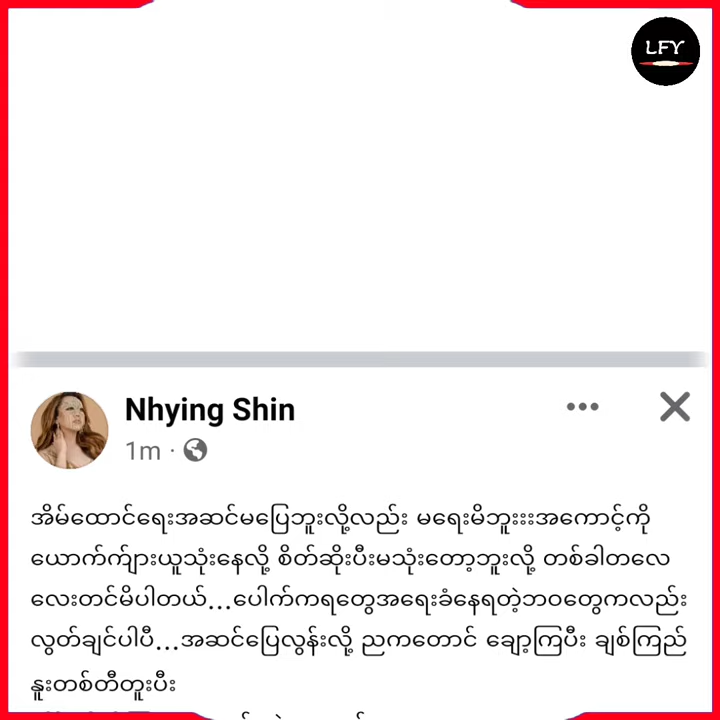 LFY
Nhying Shin
1m ·
အိမ်ထောင်ရေးအဆင်မပြေဘူးလို့လည်း မရေးမိဘူးးးအကောင့်ကို
ယောက်ျားယူသုံးနေလို့ စိတ်ဆိုးပီးမသုံးတော့ဘူးလို့ တစ်ခါတလေ
လေးတင်မိပါတယ်...ပေါက်ကရတွေအရေးခံနေရတဲ့ဘဝတွေကလည်း
လွတ်ချင်ပါပီ...အဆင်ပြေလွန်းလို့ ညကတောင် ချော့ကြပီး ချစ်ကြည်
နူးတစ်တီတူးပီး